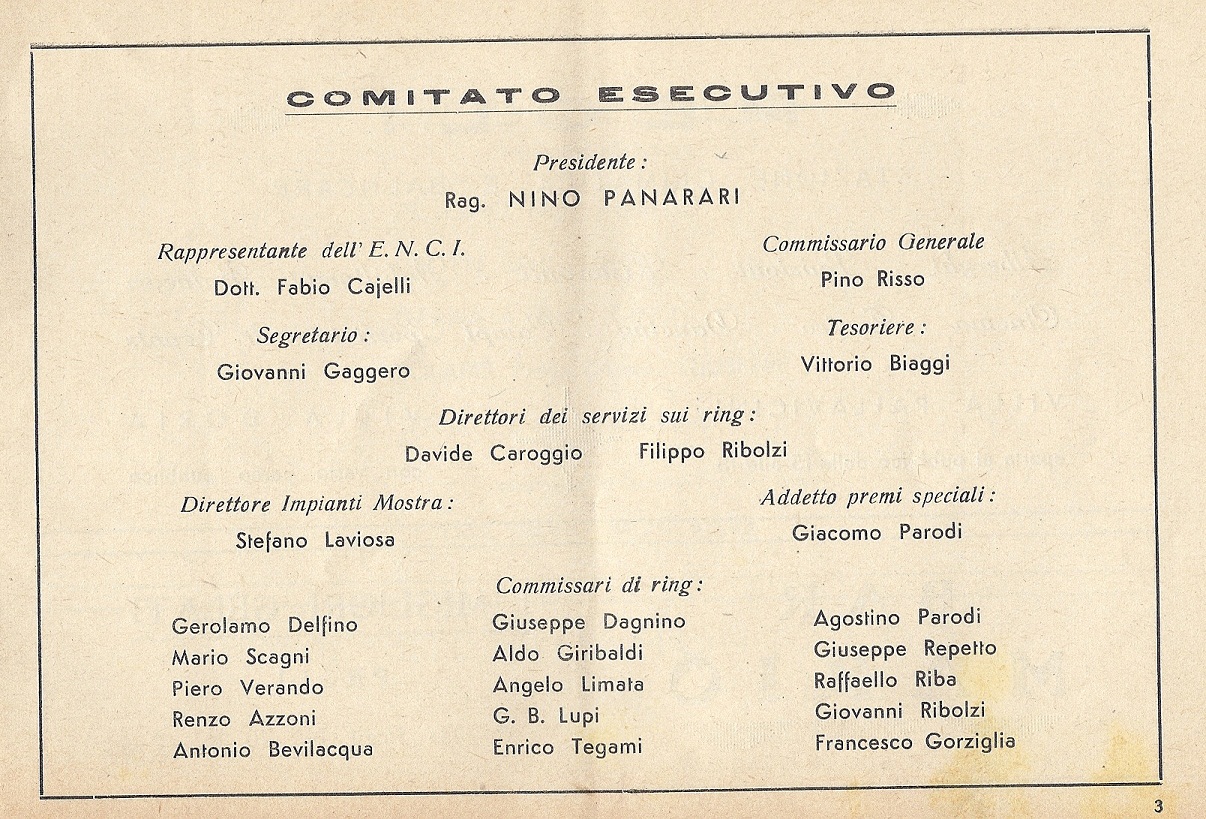 COMITATO ESECUTIVO
Presidente :
Rag. NINO PANARARI
Rappresentante dell' E. N. C. I.
Dott. Fabio Cajelli
Commissario Generale
Pino Risso
Segretario :
Giovanni Gaggero
Tesoriere :
Vittorio Biaggi
Direttori dei servizi sui ring :
Davide Caroggio Filippo Ribolzi
Direttore Impianti Mostra :
Stefano Laviosa
Addetto premi speciali :
Giacomo Parodi
Commissari di ring :
Gerolamo Delfino
Mario Scagni
Piero Verando
Renzo Azzoni
Antonio Bevilacqua
Giuseppe Dagnino
Aldo Giribaldi
Angelo Limata
G. B. Lupi
Enrico Tegami
Agostino Parodi
Giuseppe Repetto
Raffaello Riba
Giovanni Ribolzi
Francesco Gorziglia
3